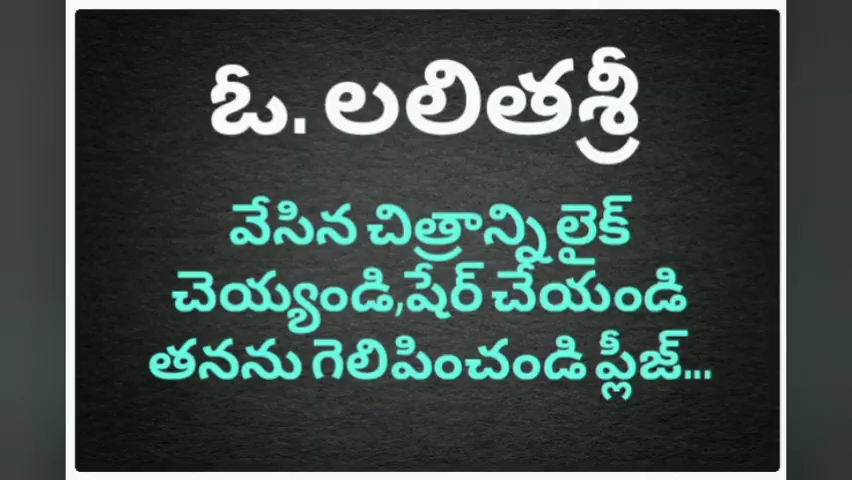 ఓ. లలితశ్రీ
వేసిన చిత్రాన్ని లైక్
చెయ్యండి,షేర్ చేయండి
తనను గెలిపించండి ప్లీజ్...